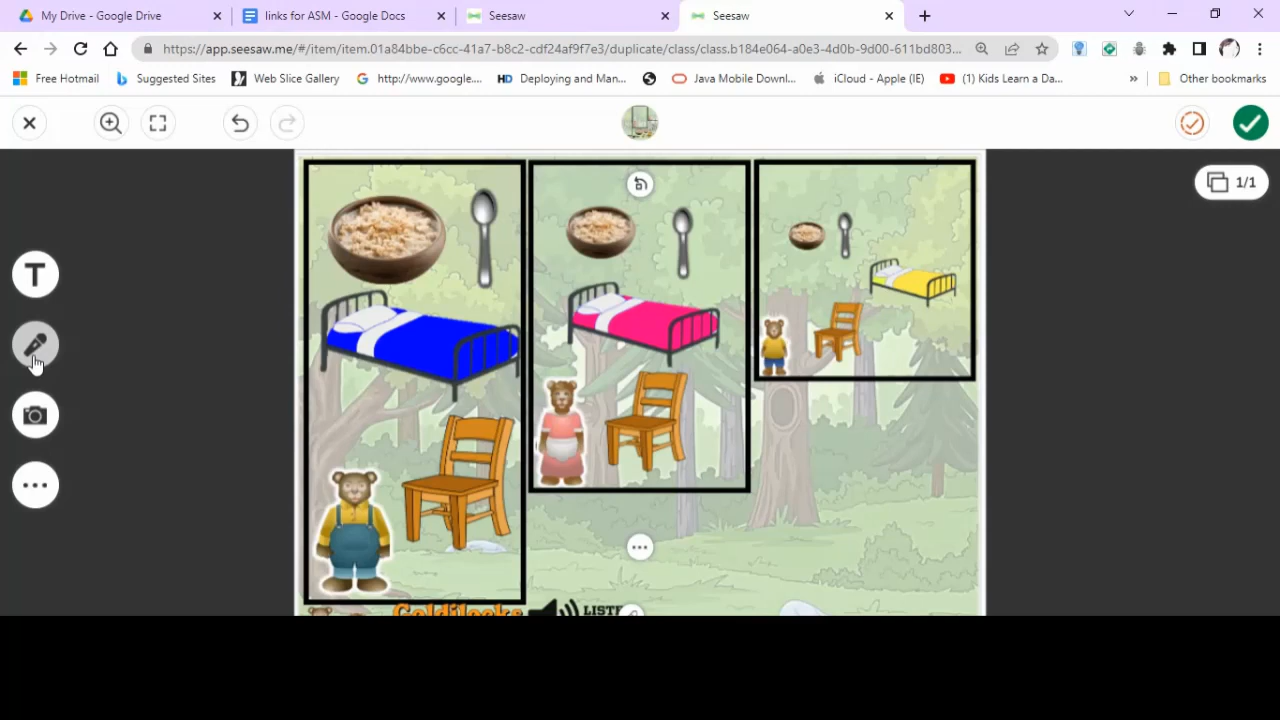 My Drive - Google Drive
links for ASM - Google Docs
Seesaw
Seesaw
https://app.seesaw.me/#/item/item.01a84bbe-c6cc-41a7-b8c2-cdf24af9f7e3/duplicate/class/class.b184e064-a0e3-4d0b-9d00-611bd803...
Free Hotmail
Suggested Sites
Web Slice Gallery
http://www.google....
HD Deploying and Man...
Java Mobile Downl...
iCloud - Apple (IE)
(1) Kids Learn a Da...
»
Other bookmarks
1/1
T
Goldilocks